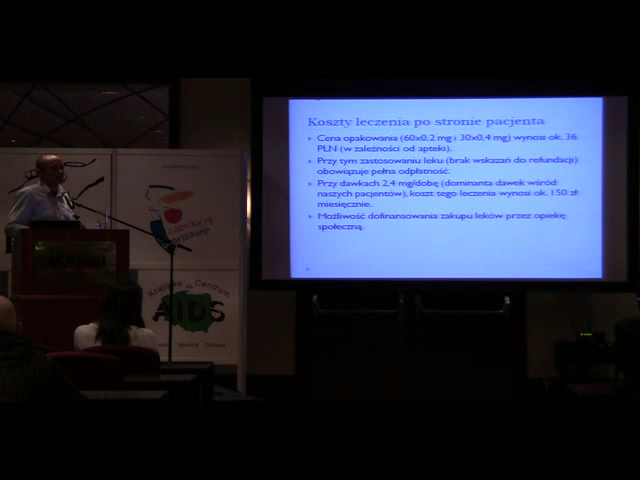 Koszty leczenia po stronie pacjenta
Cena opakowania (60x0,2 mg i 30x0,4 mg) wynosi ok. 36
PLN (w zależności od apteki).
Przy tym zastosowaniu leku (brak wskazań do refundacji)
obowiązuje pełna odpłatność.
Przy dawkach 2,4 mg/dobę (dominanta dawek wśród
naszych pacjentów), koszt tego leczenia wynosi ok. 150 zł
miesięcznie.
Możliwość dofinansowania zakupu leków przez opiekę
społeczną.
Marriott
Krajowe Centrum
ds
AIDS